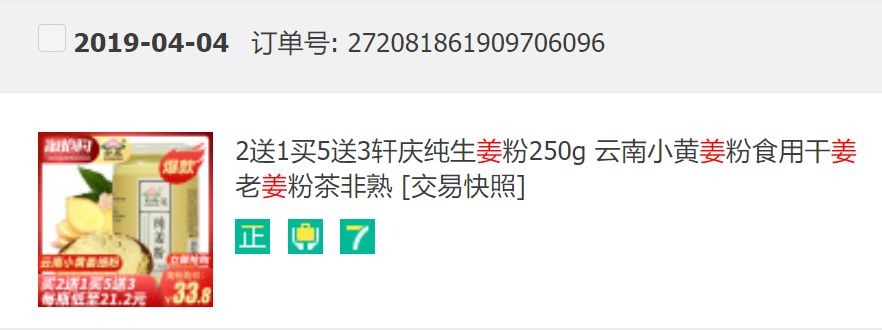 2019-04-04 订单号: 272081861909706096
2送1买5送3轩庆纯生姜粉250g 云南小黄姜粉食用干姜
老姜粉茶非熟 [交易快照]
正 7
爆款
纯姜粉
云南小黄姜细粉
买2送1买5送3
每瓶低至21.2元
¥33.8